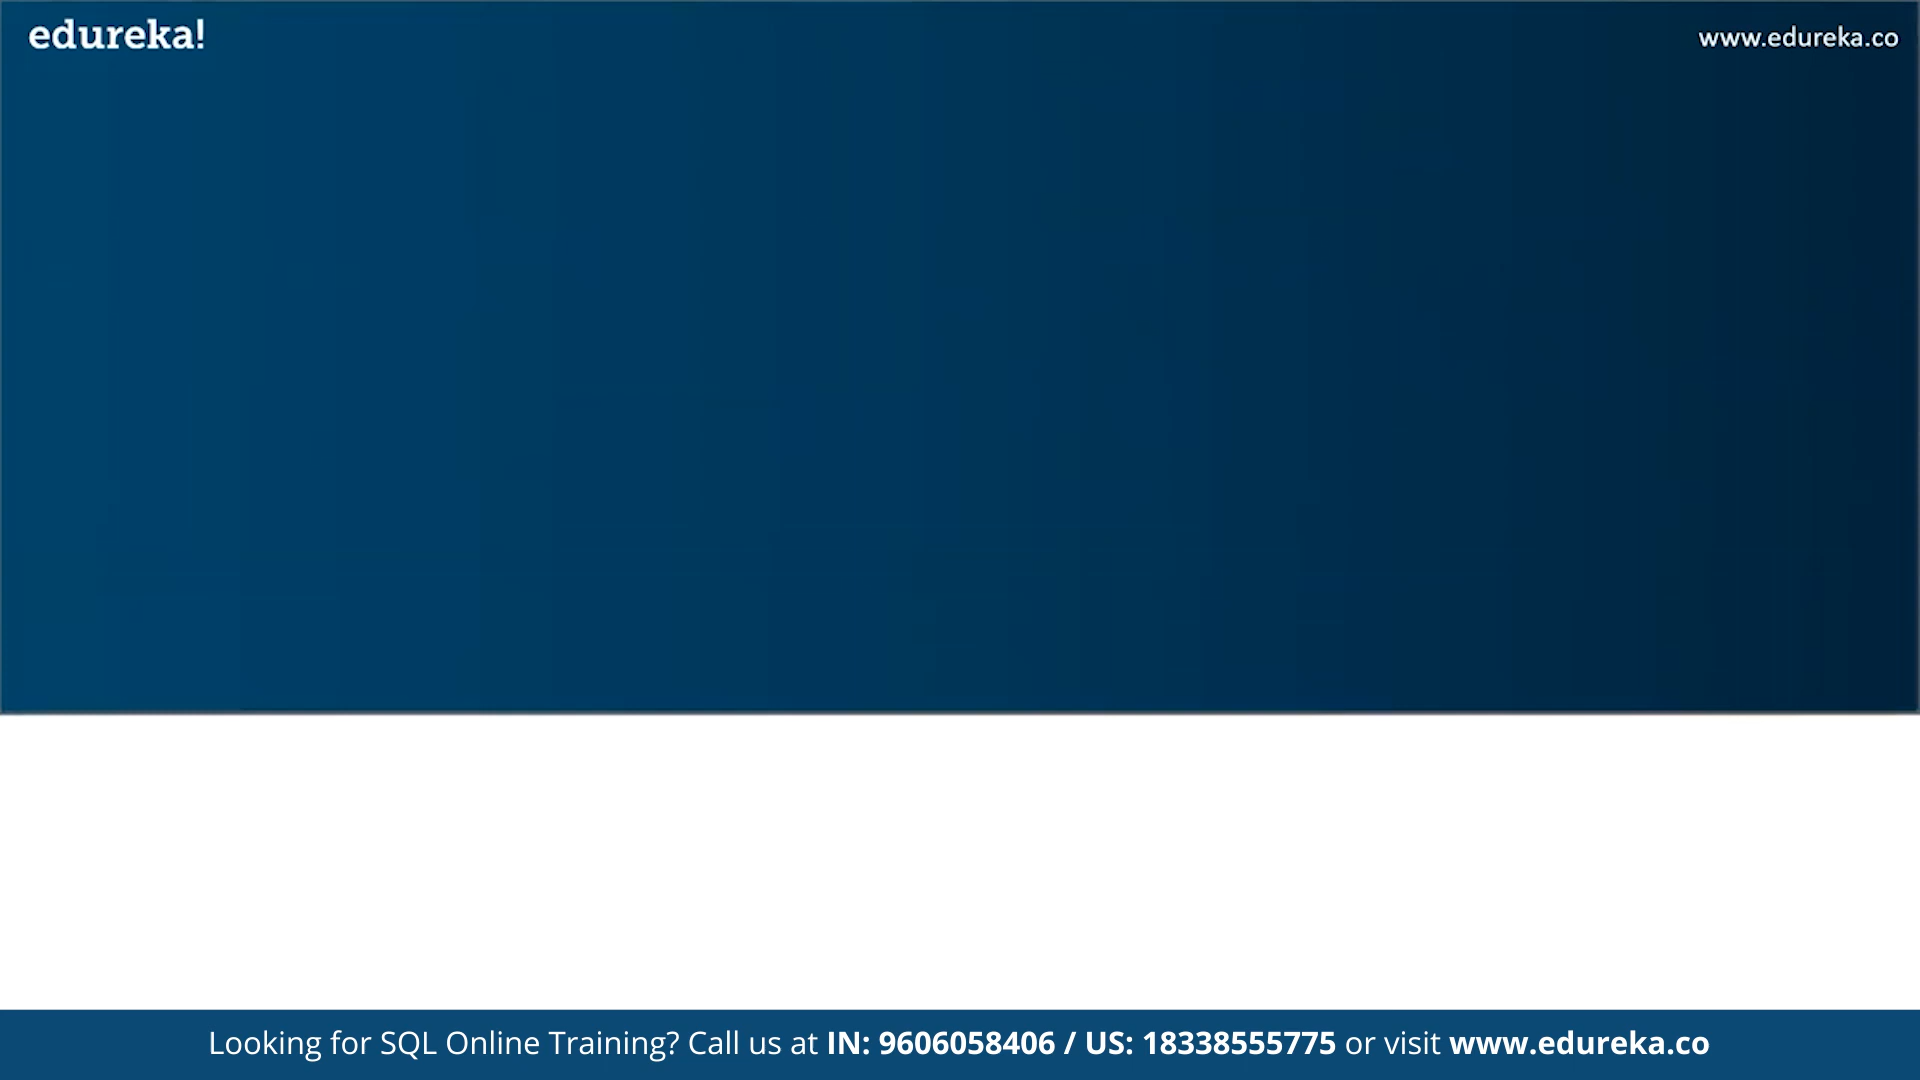 edureka!
www.edureka.co
Looking for SQL Online Training? Call us at IN: 9606058406 / US: 18338555775 or visit www.edureka.co